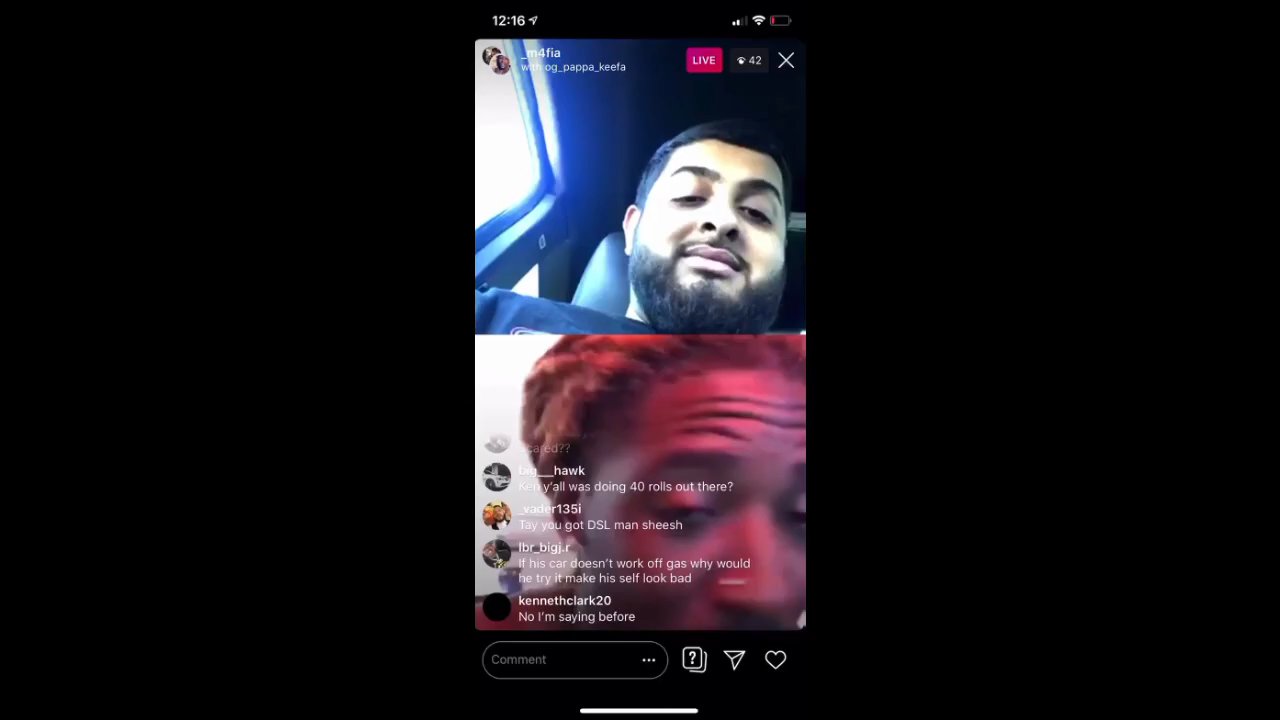 12:16
_m4fia
with og_pappa_keefa
LIVE
42
scared??
big___hawk
Ken y'all was doing 40 rolls out there?
_vader135i
Tay you got DSL man sheesh
lbr_bigj.r
If his car doesn't work off gas why would
he try it make his self look bad
kennethclark20
No I'm saying before
Comment